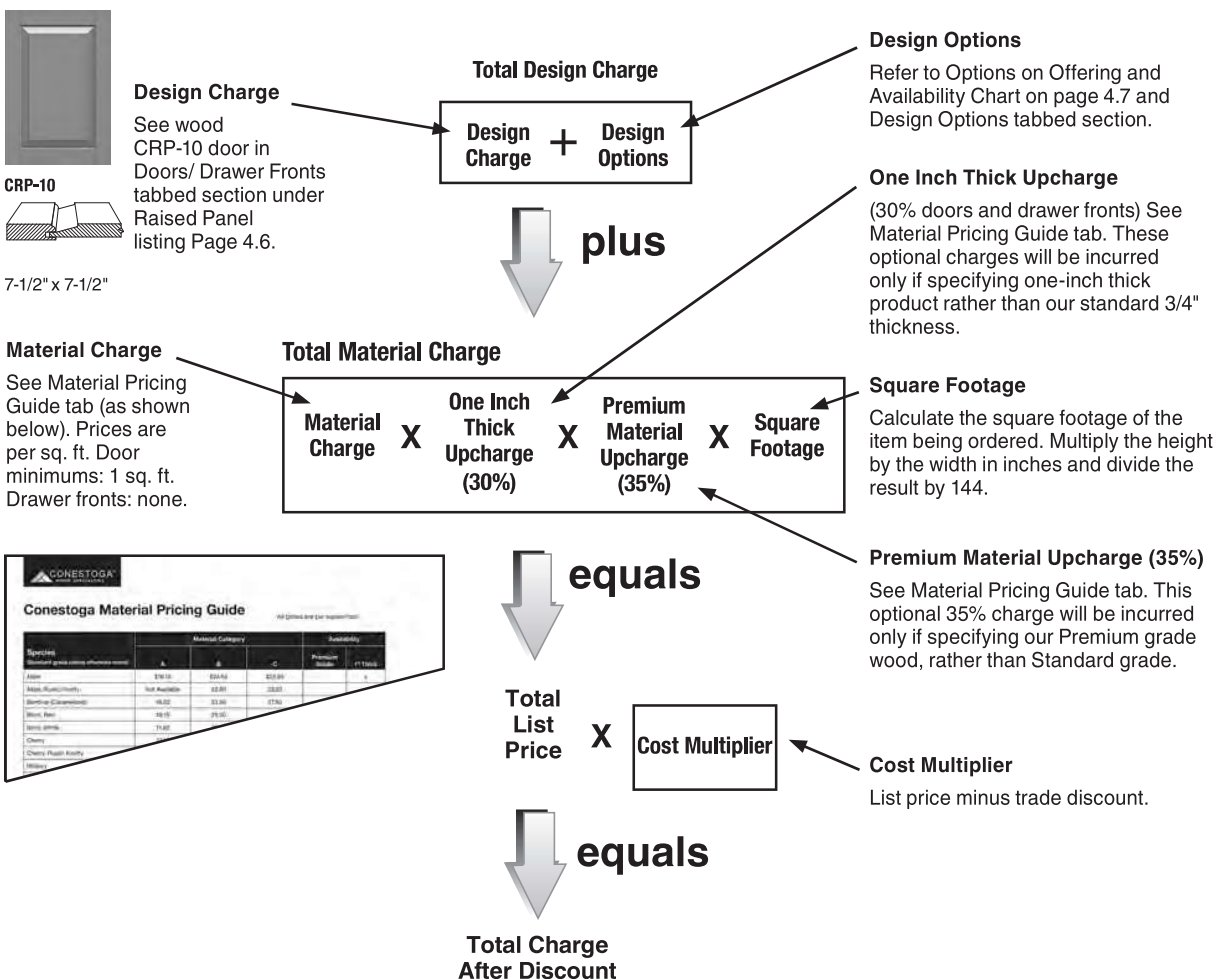 CRP-10
7-1/2" x 7-1/2"
Design Charge
See wood
CRP-10 door in
Doors/ Drawer Fronts
tabbed section under
Raised Panel
listing Page 4.6.
Total Design Charge
Design
Charge
+
Design
Options
Design Options
Refer to Options on Offering and
Availability Chart on page 4.7 and
Design Options tabbed section.
plus
One Inch Thick Upcharge
(30% doors and drawer fronts) See
Material Pricing Guide tab. These
optional charges will be incurred
only if specifying one-inch thick
product rather than our standard 3/4"
thickness.
Material Charge
See Material Pricing
Guide tab (as shown
below). Prices are
per sq. ft. Door
minimums: 1 sq. ft.
Drawer fronts: none.
Total Material Charge
Material
Charge
X
One Inch
Thick
Upcharge
(30%)
X
Premium
Material
Upcharge
(35%)
X
Square
Footage
Square Footage
Calculate the square footage of the
item being ordered. Multiply the height
by the width in inches and divide the
result by 144.
Premium Material Upcharge (35%)
See Material Pricing Guide tab. This
optional 35% charge will be incurred
only if specifying our Premium grade
wood, rather than Standard grade.
CONESTOGA
Conestoga Material Pricing Guide
Material Category
Availability
Species
A
B
C
Premium
Not Available
Cherry
equals
Total
List
Price
X
Cost Multiplier
Cost Multiplier
List price minus trade discount.
equals
Total Charge
After Discount